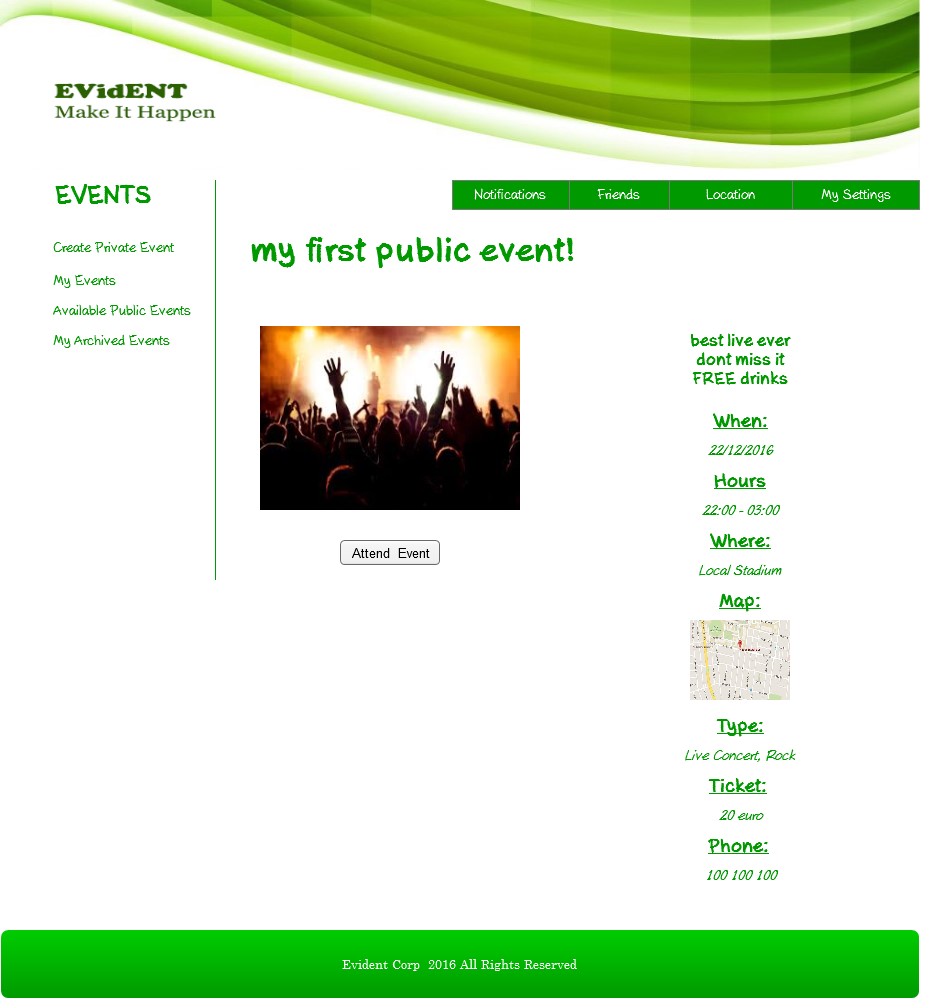 EVidENT
Make It Happen
EVENTS
Notifications
Friends
Location
My Settings
Create Private Event
My Events
Available Public Events
My Archived Events
my first public event!
best live ever
dont miss it
FREE drinks
When:
22/12/2016
Hours
22:00 - 03:00
Where:
Local Stadium
Attend Event
Map:
Type:
Live Concert, Rock
Ticket:
20 euro
Phone:
100 100 100
Evident Corp 2016 All Rights Reserved